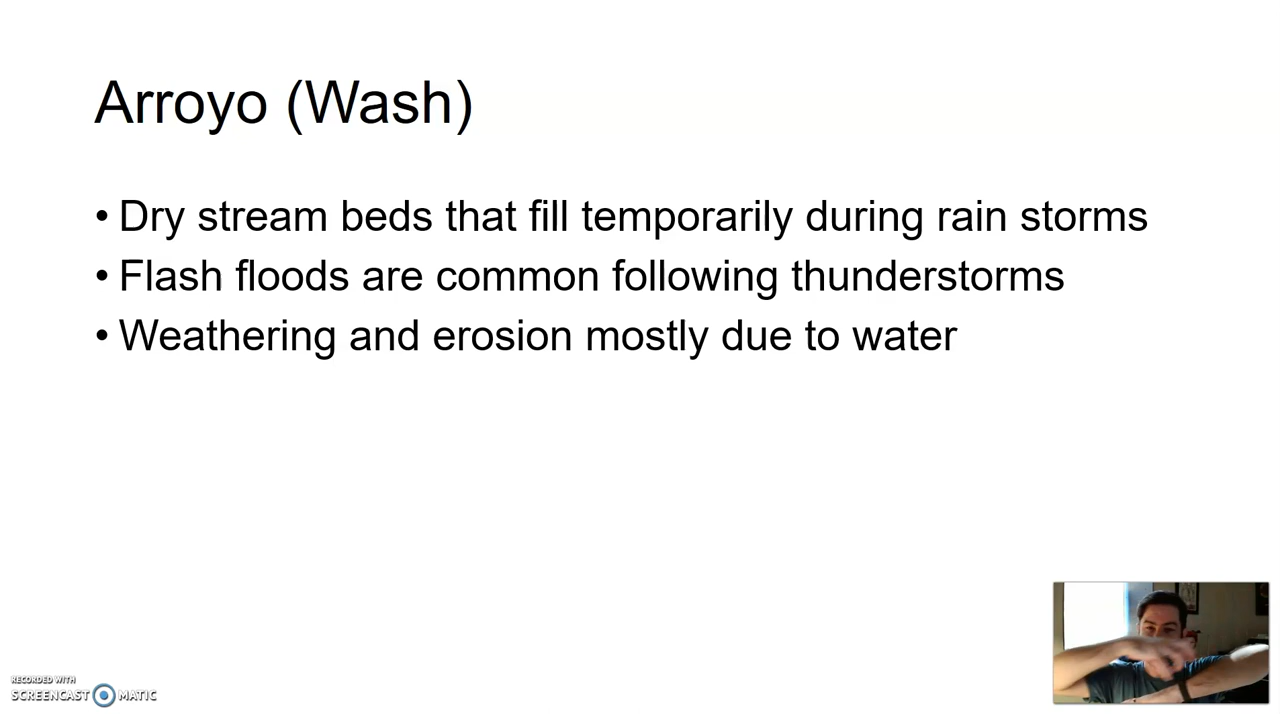 Arroyo (Wash)
• Dry stream beds that fill temporarily during rain storms
• Flash floods are common following thunderstorms
• Weathering and erosion mostly due to water
RECORDED WITH
SCREENCAST MATIC